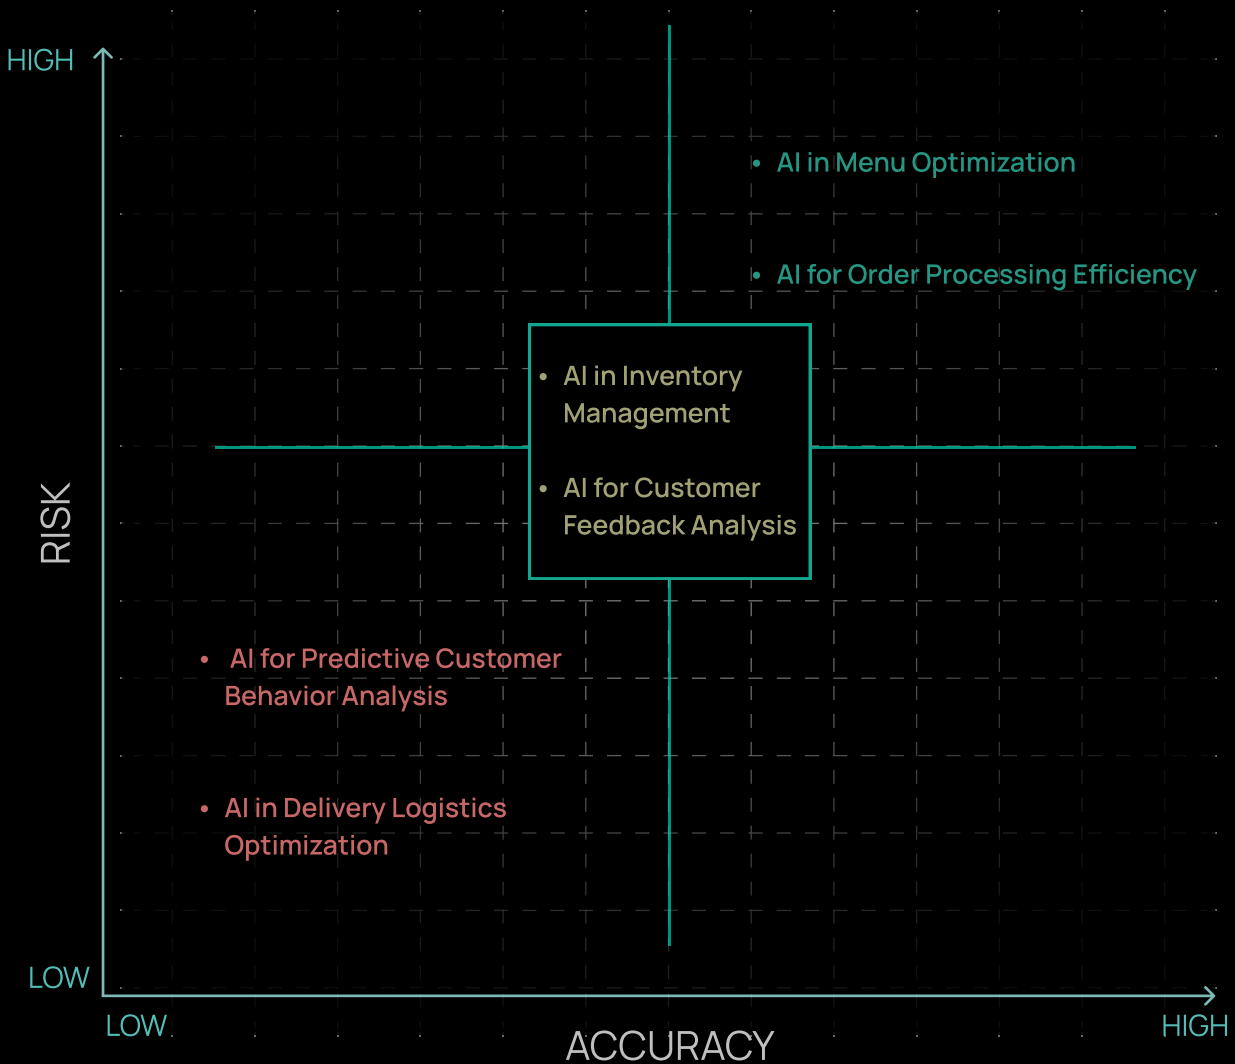 HIGH
• AI in Menu Optimization
• AI for Order Processing Efficiency
• AI in Inventory
Management
• AI for Customer
Feedback Analysis
RISK
• AI for Predictive Customer
Behavior Analysis
• AI in Delivery Logistics
Optimization
LOW
LOW
ACCURACY
HIGH